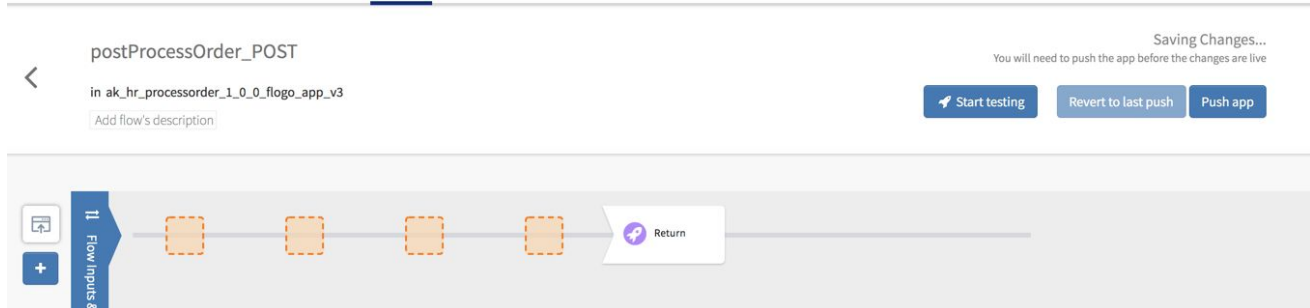 postProcessOrder_POST
Saving Changes...
You will need to push the app before the changes are live
in ak_hr_processorder_1_0_0_flogo_app_v3
Add flow's description
Start testing
Revert to last push
Push app
Flow Inputs &
Return